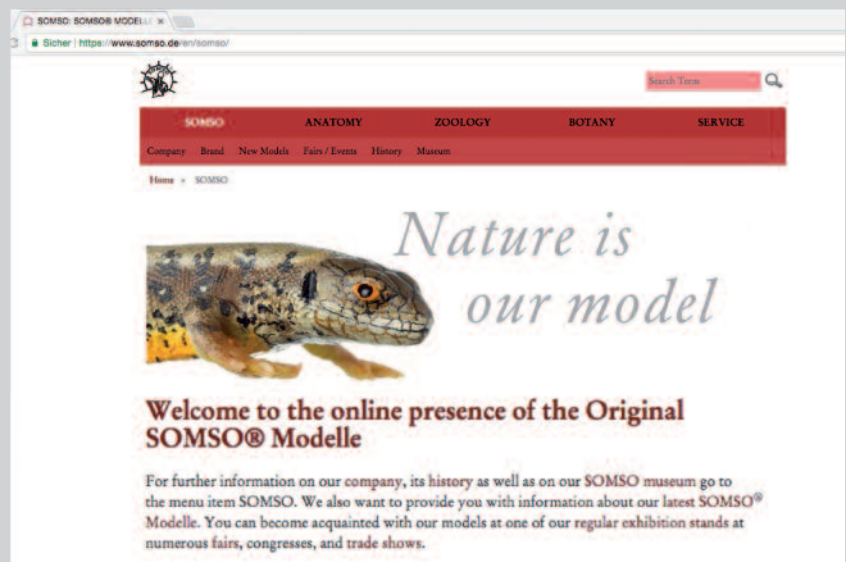 SOMSO: SOMSO® MODELL
Sicher | https://www.somso.de/en/somso/
Search Term
SOMSO ANATOMY ZOOLOGY BOTANY SERVICE
Company Brand New Models Fairs / Events History Museum
Home » SOMSO
Nature is
our model
Welcome to the online presence of the Original
SOMSO® Modelle
For further information on our company, its history as well as on our SOMSO museum go to
the menu item SOMSO. We also want to provide you with information about our latest SOMSO®
Modelle. You can become acquainted with our models at one of our regular exhibition stands at
numerous fairs, congresses, and trade shows.